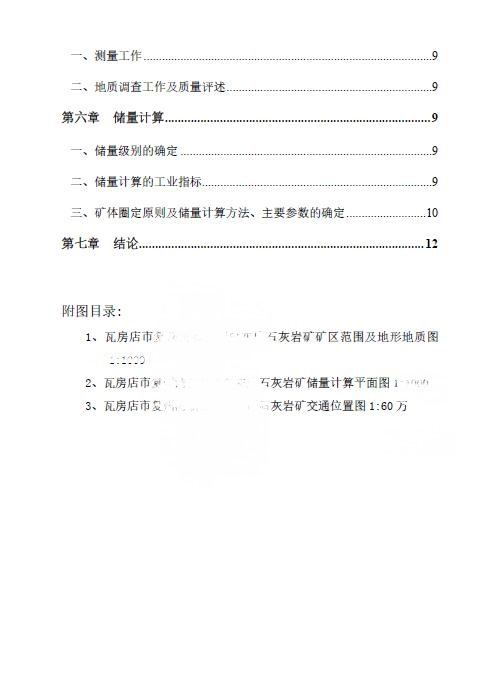 一、测量工作........................9
二、地质调查工作及质量评述........................9
第六章 储量计算........................9
一、储量级别的确定........................9
二、储量计算的工业指标........................9
三、矿体圈定原则及储量计算方法、主要参数的确定........................10
第七章 结论........................12
附图目录:
1、瓦房店市 石灰岩矿矿区范围及地形地质图
1:1000
2、瓦房店市 石灰岩矿储量计算平面图 1:1000
3、瓦房店市复 石灰岩矿交通位置图 1:60 万